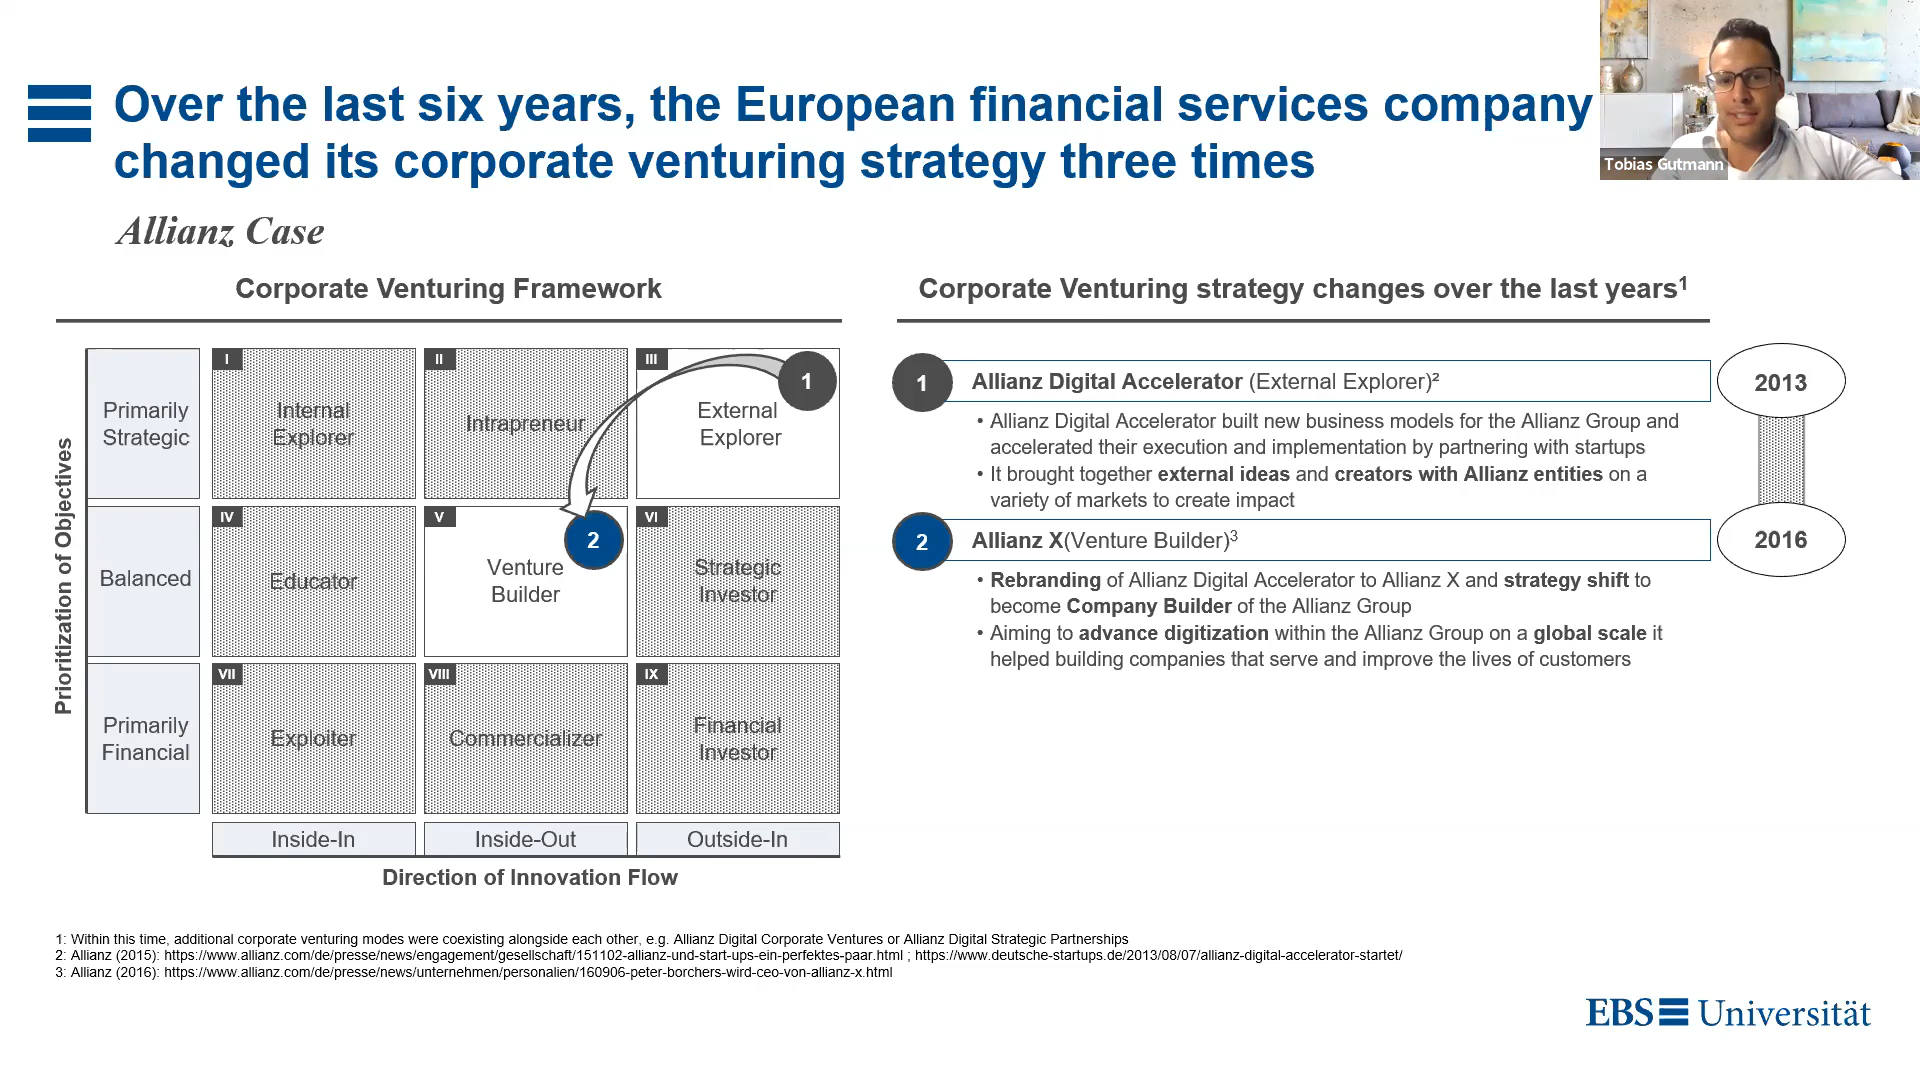 Over the last six years, the European financial services company
changed its corporate venturing strategy three times
Tobias Gutmann
Allianz Case
Corporate Venturing Framework
Prioritization of Objectives
Primarily
Strategic
I
Internal
Explorer
II
Intrapreneur
III
External
Explorer
1
Balanced
IV
Educator
V
Venture
Builder
2
VI
Strategic
Investor
Primarily
Financial
VII
Exploiter
VIII
Commercializer
IX
Financial
Investor
Inside-In
Inside-Out
Outside-In
Direction of Innovation Flow
Corporate Venturing strategy changes over the last years¹
1
Allianz Digital Accelerator (External Explorer)²
2013
• Allianz Digital Accelerator built new business models for the Allianz Group and
accelerated their execution and implementation by partnering with startups
• It brought together external ideas and creators with Allianz entities on a
variety of markets to create impact
2
Allianz X(Venture Builder)³
2016
• Rebranding of Allianz Digital Accelerator to Allianz X and strategy shift to
become Company Builder of the Allianz Group
• Aiming to advance digitization within the Allianz Group on a global scale it
helped building companies that serve and improve the lives of customers
1: Within this time, additional corporate venturing modes were coexisting alongside each other, e.g. Allianz Digital Corporate Ventures or Allianz Digital Strategic Partnerships
2: Allianz (2015): https://www.allianz.com/de/presse/news/engagement/gesellschaft/151102-allianz-und-start-ups-ein-perfektes-paar.html ; https://www.deutsche-startups.de/2013/08/07/allianz-digital-accelerator-startet/
3: Allianz (2016): https://www.allianz.com/de/presse/news/unternehmen/personalien/160906-peter-borchers-wird-ceo-von-allianz-x.html
EBS Universität